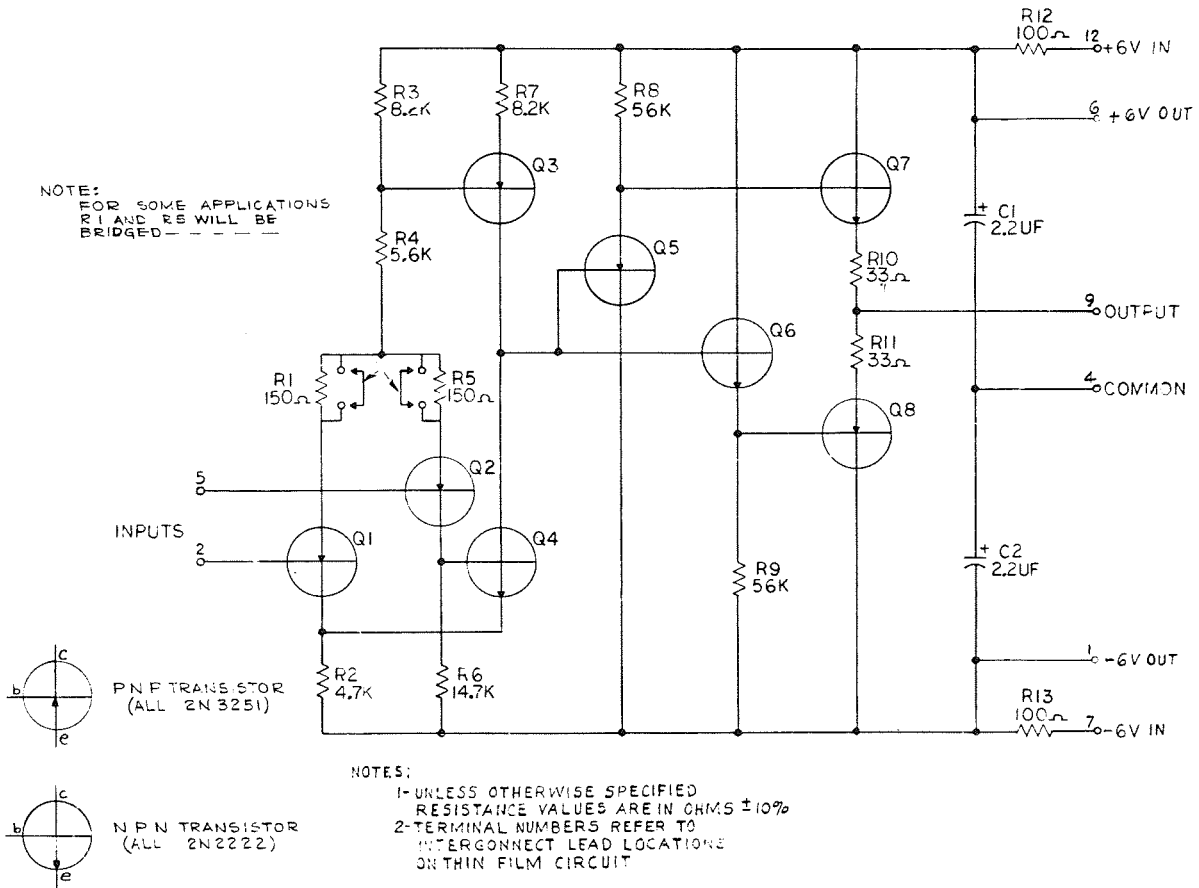 R12
100Ω
12
+6V IN
R3
8.2K
R7
8.2K
R8
56K
6
+6V OUT
Q3
Q7
NOTE:
FOR SOME APPLICATIONS
R1 AND R5 WILL BE
BRIDGED
R4
5.6K
Q5
C1
2.2UF
+
R10
33Ω
9
OUTPUT
Q6
R11
33Ω
R1
150Ω
R5
150Ω
4
COMMON
Q8
Q2
5
INPUTS
2
Q1
Q4
R9
56K
+
C2
2.2UF
R2
4.7K
R6
14.7K
1
-6V OUT
R13
100Ω
7
-6V IN
c
b
e
PNP TRANSISTOR
(ALL 2N3251)
c
b
e
NPN TRANSISTOR
(ALL 2N2222)
NOTES:
1-UNLESS OTHERWISE SPECIFIED
RESISTANCE VALUES ARE IN OHMS ±10%
2-TERMINAL NUMBERS REFER TO
INTERCONNECT LEAD LOCATIONS
ON THIN FILM CIRCUIT